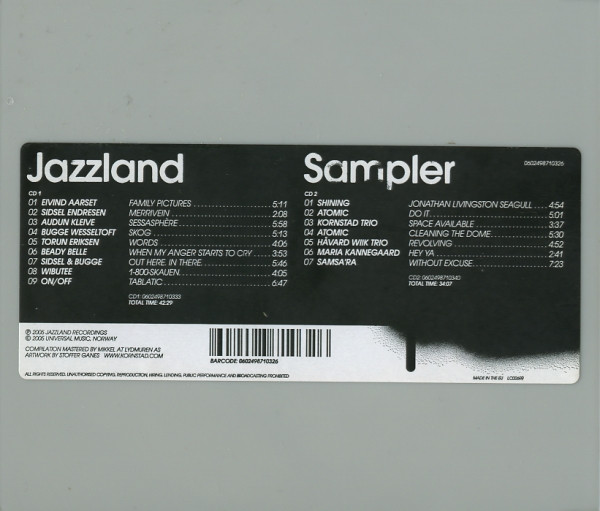 Jazzland Sampler
0602498710326
CD 1
01 EIVIND AARSET FAMILY PICTURES 5:11
02 SIDSEL ENDRESEN MERRIVEIN 2:08
03 AUDUN KLEIVE SESSASPHÈRE 5:58
04 BUGGE WESSELTOFT SKOG 5:13
05 TORUN ERIKSEN WORDS 4:06
06 BEADY BELLE WHEN MY ANGER STARTS TO CRY 3:53
07 SIDSEL & BUGGE OUT HERE. IN THERE. 5:46
08 WIBUTEE 1-800-SKAUEN. 4:05
09 ON/OFF TABLATIC 6:47
CD1: 0602498710333
TOTAL TIME: 42:29
CD 2
01 SHINING JONATHAN LIVINGSTON SEAGULL 4:54
02 ATOMIC DO IT 5:01
03 KORNSTAD TRIO SPACE AVAILABLE 3:37
04 ATOMIC CLEANING THE DOME 5:30
05 HÅVARD WIIK TRIO REVOLVING 4:52
06 MARIA KANNEGAARD HEY YA 2:41
07 SAMSA'RA WITHOUT EXCUSE 7:23
CD2: 0602498710340
TOTAL TIME: 34:07
℗ 2005 JAZZLAND RECORDINGS
© 2005 UNIVERSAL MUSIC, NORWAY
COMPILATION MASTERED BY MIKKEL AT LYDMUREN AS
ARTWORK BY STOFFER GANES WWW.KORNSTAD.COM
BARCODE: 0602498710326
ALL RIGHTS RESERVED. UNAUTHORISED COPYING, REPRODUCTION, HIRING, LENDING, PUBLIC PERFORMANCE AND BROADCASTING PROHIBITED
MADE IN THE EU LC03699